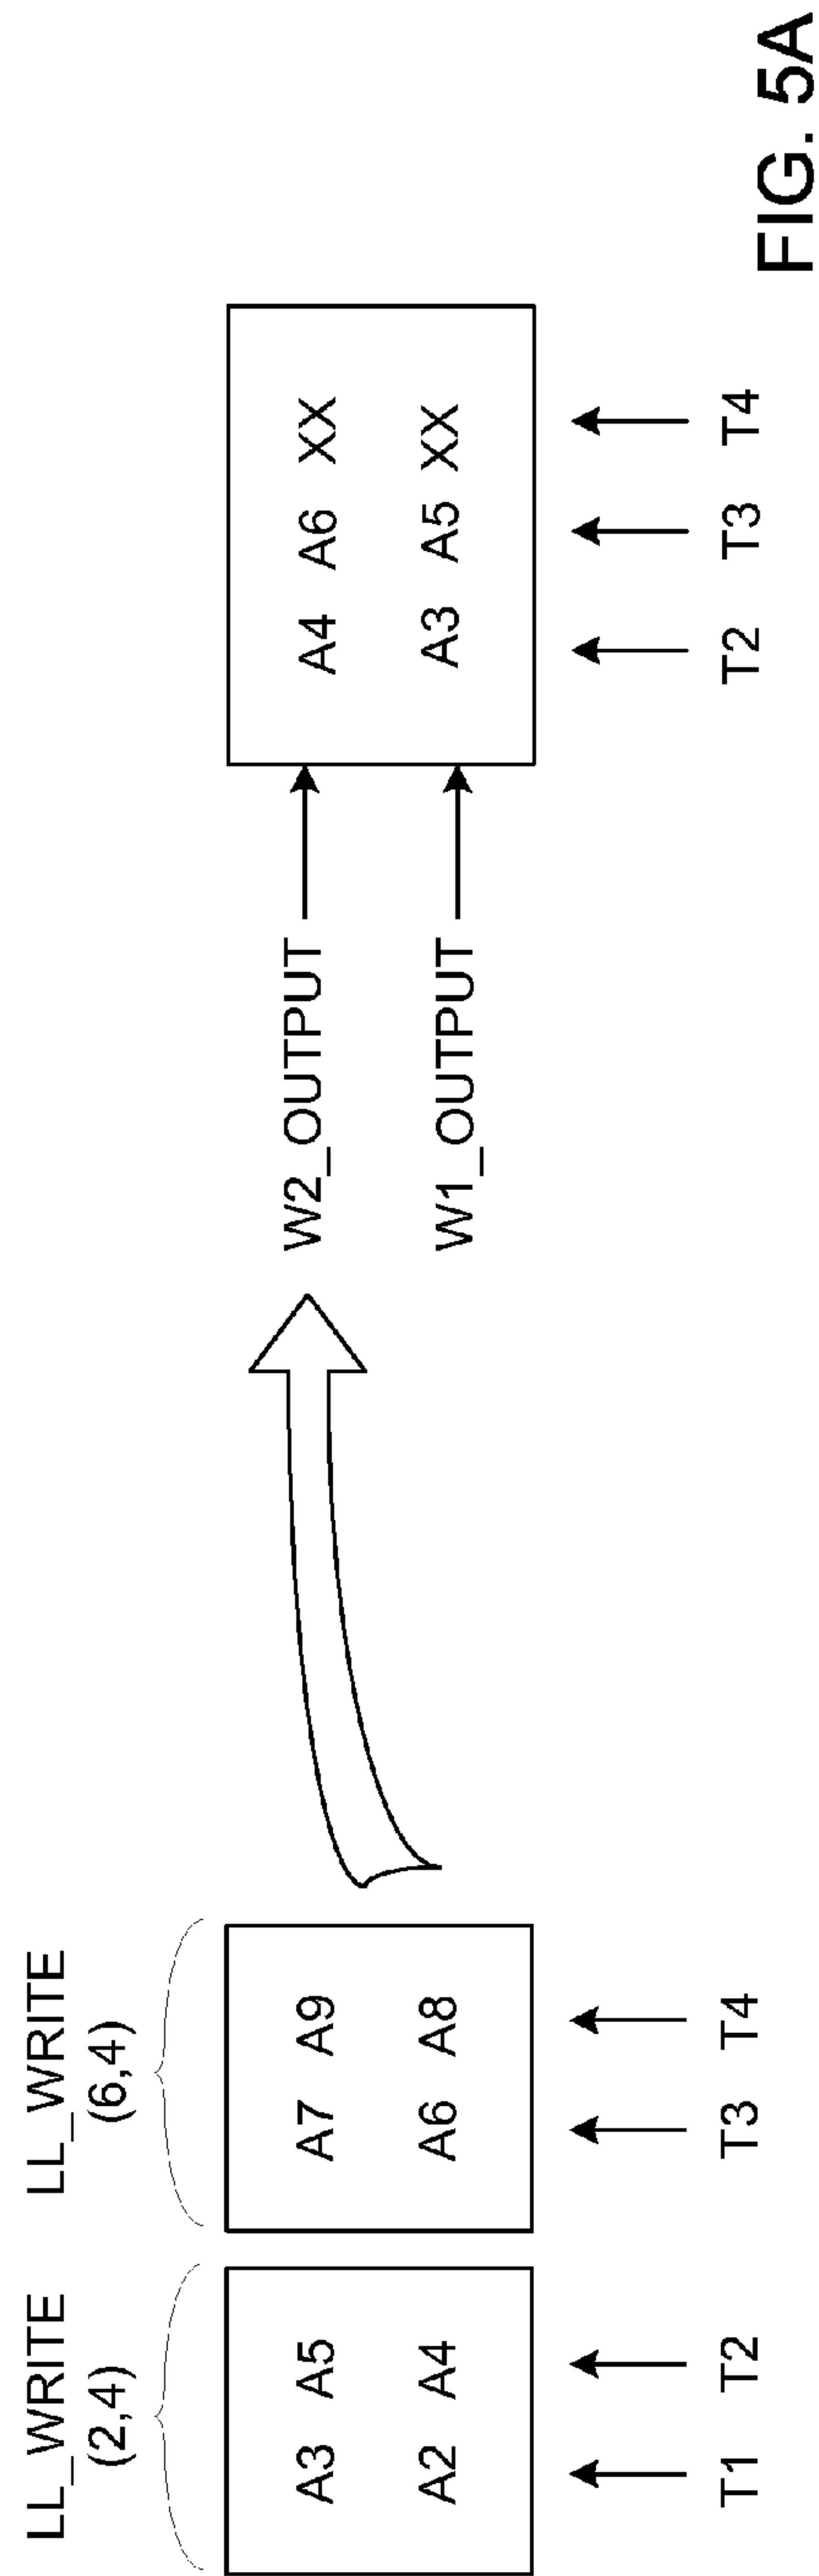 LL_WRITE
(2,4)
LL_WRITE
(6,4)
A3 A5
A2 A4
T1 T2
A7 A9
A6 A8
T3 T4
W2_OUTPUT
W1_OUTPUT
A4 A6 XX
A3 A5 XX
T2 T3 T4
FIG. 5A